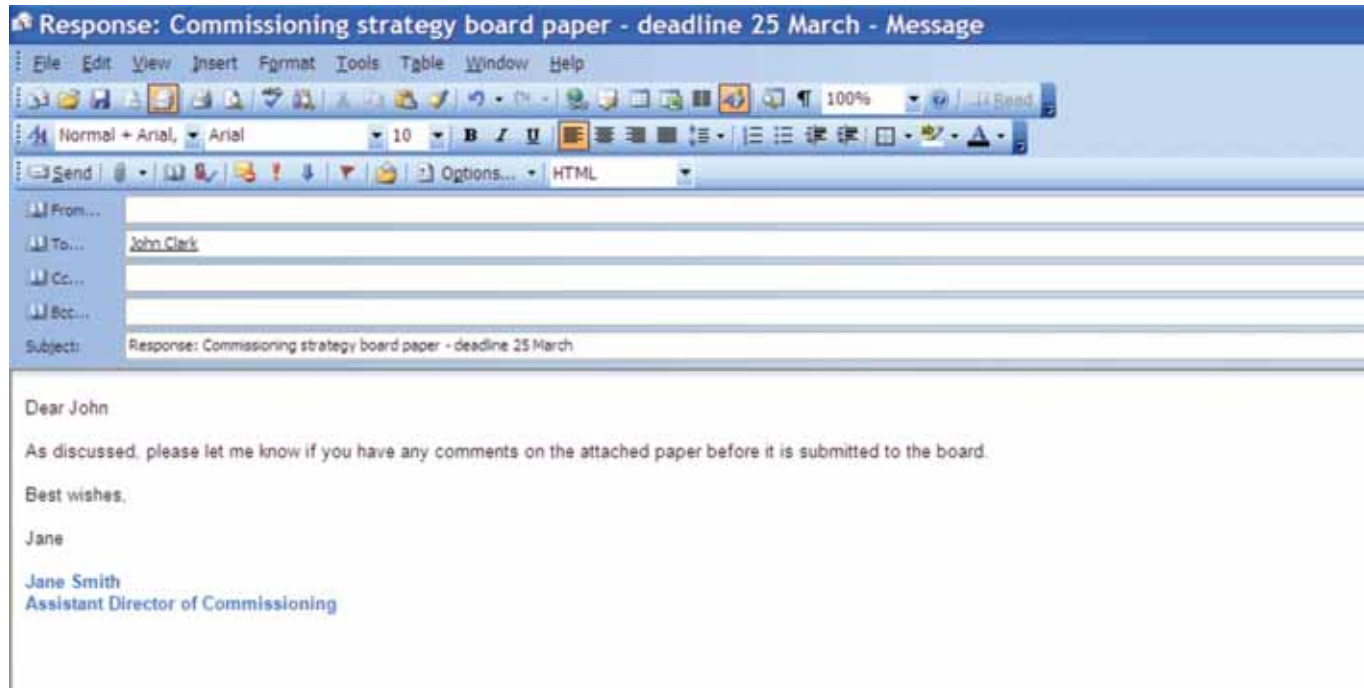 Response: Commissioning strategy board paper - deadline 25 March - Message
File Edit View Insert Format Tools Table Window Help
100% Read
Normal + Arial, Arial 10 B I U A
Send Options... HTML
From...
To... John Clark
Cc...
Bcc...
Subject: Response: Commissioning strategy board paper - deadline 25 March
Dear John
As discussed, please let me know if you have any comments on the attached paper before it is submitted to the board.
Best wishes,
Jane
Jane Smith
Assistant Director of Commissioning